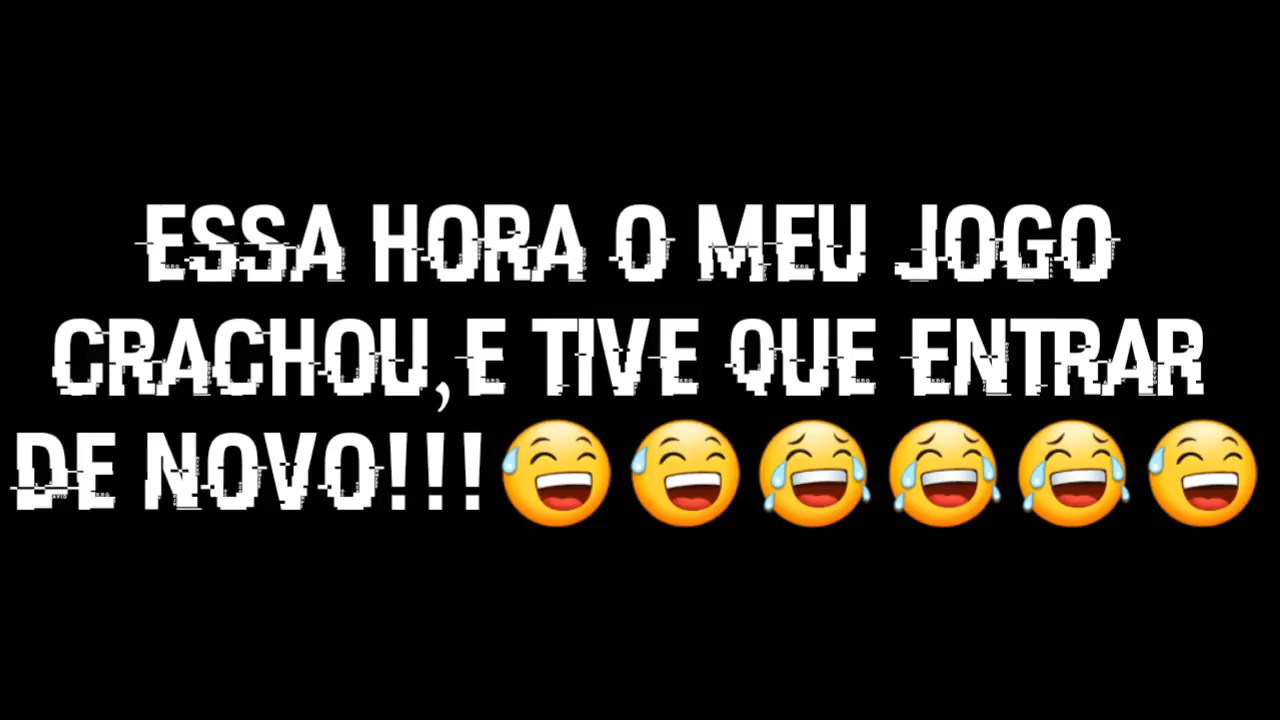 ESSA HORA O MEU JOGO
CRACHOU,E TIVE QUE ENTRAR
DE NOVO!!!😅😅😂😂😂😅